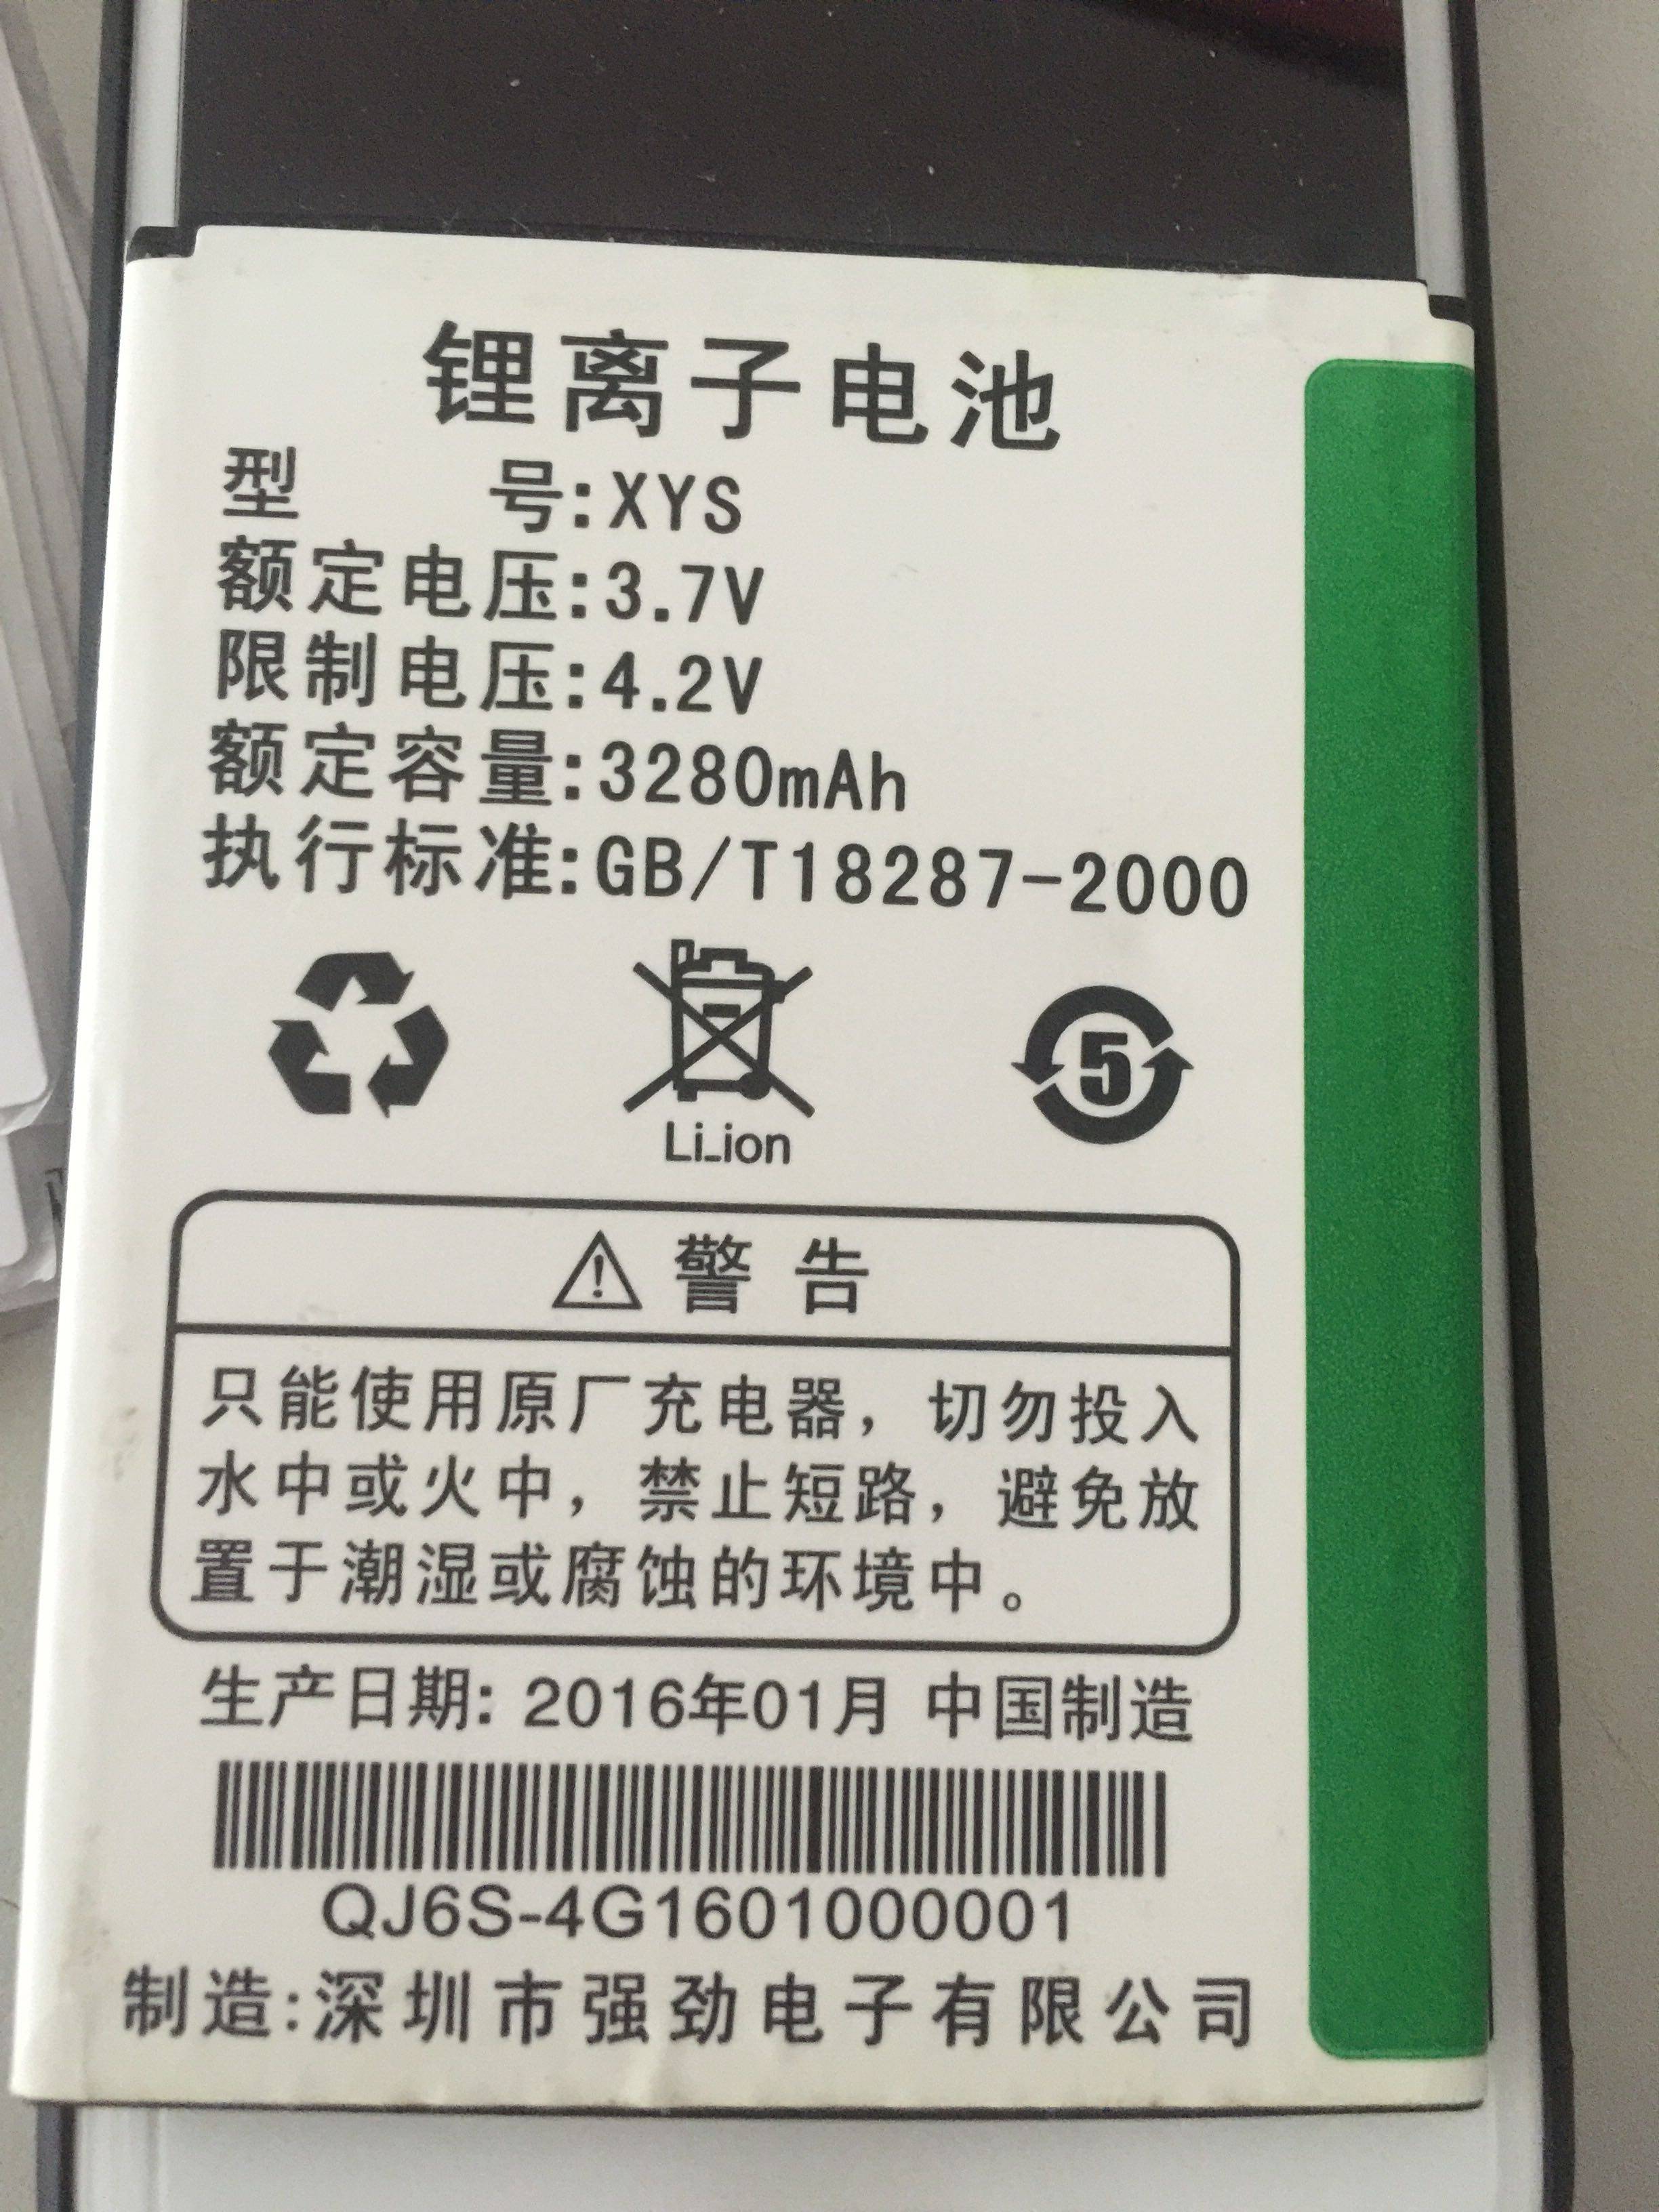 锂离子电池
型 号:XYS
额定电压:3.7V
限制电压:4.2V
额定容量:3280mAh
执行标准:GB/T18287-2000
5
Li-ion
警 告
只能使用原厂充电器，切勿投入
水中或火中，禁止短路，避免放
置于潮湿或腐蚀的环境中。
生产日期: 2016年01月 中国制造
QJ6S-4G1601000001
制造:深圳市强劲电子有限公司